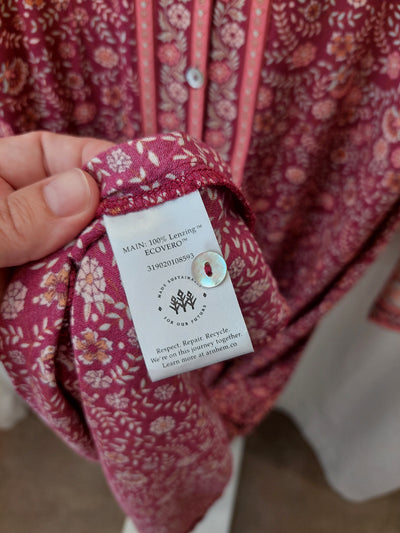 MAIN: 100% Lenzing™
ECOVERO™
319020108593
MADE SUSTAINABLY
FOR OUR FUTURE
Respect. Repair. Recycle.
We're on this journey together.
Learn more at arnhem.co